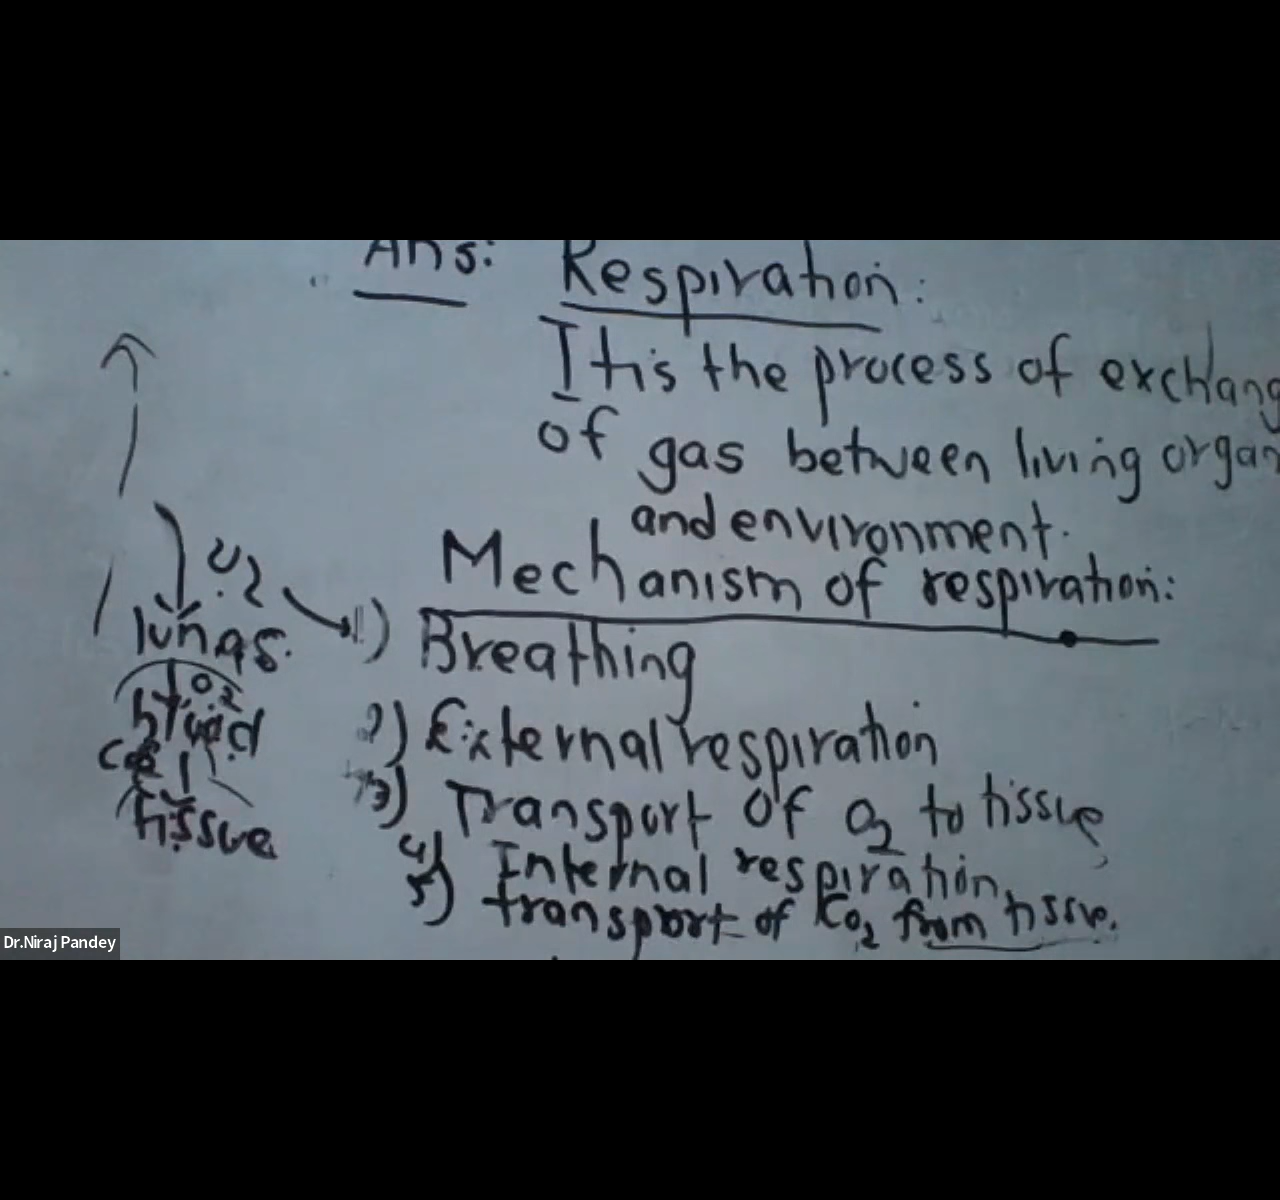 Ans: Respiration:
It is the process of exchang
of gas between living organ
and environment.
Mechanism of respiration:
1) Breathing
2) External respiration
3) Transport of O2 to tissue
4) Internal respiration
5) transport of CO2 from tissue.
O2
lungs.
O2
blood
tissue
Dr.Niraj Pandey